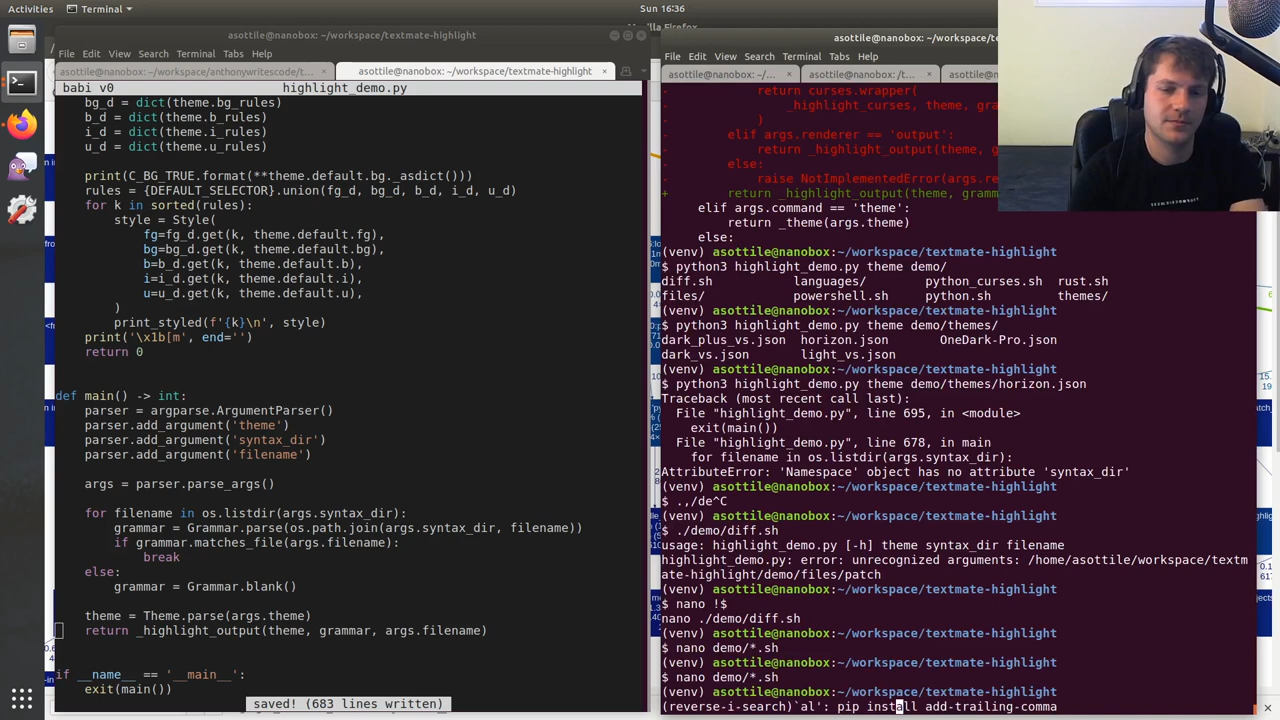 Activities
Terminal
Sun 16:36
asottile@nanobox: ~/workspace/textmate-highlight
File Edit View Search Terminal Tabs Help
asottile@nanobox: ~/workspace/anthonywritescode/t...
asottile@nanobox: ~/workspace/textmate-highlight
babi v0 highlight_demo.py
bg_d = dict(theme.bg_rules)
b_d = dict(theme.b_rules)
i_d = dict(theme.i_rules)
u_d = dict(theme.u_rules)
print(C_BG_TRUE.format(**theme.default.bg._asdict()))
rules = {DEFAULT_SELECTOR}.union(fg_d, bg_d, b_d, i_d, u_d)
for k in sorted(rules):
style = Style(
fg=fg_d.get(k, theme.default.fg),
bg=bg_d.get(k, theme.default.bg),
b=b_d.get(k, theme.default.b),
i=i_d.get(k, theme.default.i),
u=u_d.get(k, theme.default.u),
)
print_styled(f'{k}\n', style)
print('\x1b[m', end='')
return 0
def main() -> int:
parser = argparse.ArgumentParser()
parser.add_argument('theme')
parser.add_argument('syntax_dir')
parser.add_argument('filename')
args = parser.parse_args()
for filename in os.listdir(args.syntax_dir):
grammar = Grammar.parse(os.path.join(args.syntax_dir, filename))
if grammar.matches_file(args.filename):
break
else:
grammar = Grammar.blank()
theme = Theme.parse(args.theme)
return _highlight_output(theme, grammar, args.filename)
if __name__ == '__main__':
exit(main())
saved! (683 lines written)
asottile@nanobox: ~/workspace/te
File Edit View Search Terminal Tabs Help
asottile@nanobox: ~/...
asottile@nanobox: /t...
asottile@na
- return curses.wrapper(
- _highlight_curses, theme, gra
- )
- elif args.renderer == 'output':
- return _highlight_output(theme, g
- else:
- raise NotImplementedError(args.re
+ return _highlight_output(theme, gramm
elif args.command == 'theme':
return _theme(args.theme)
else:
(venv) asottile@nanobox:~/workspace/textmate-highlight
$ python3 highlight_demo.py theme demo/
diff.sh languages/ python_curses.sh rust.sh
files/ powershell.sh python.sh themes/
(venv) asottile@nanobox:~/workspace/textmate-highlight
$ python3 highlight_demo.py theme demo/themes/
dark_plus_vs.json horizon.json OneDark-Pro.json
dark_vs.json light_vs.json
(venv) asottile@nanobox:~/workspace/textmate-highlight
$ python3 highlight_demo.py theme demo/themes/horizon.json
Traceback (most recent call last):
File "highlight_demo.py", line 695, in <module>
exit(main())
File "highlight_demo.py", line 678, in main
for filename in os.listdir(args.syntax_dir):
AttributeError: 'Namespace' object has no attribute 'syntax_dir'
(venv) asottile@nanobox:~/workspace/textmate-highlight
$ .,/de^C
(venv) asottile@nanobox:~/workspace/textmate-highlight
$ ./demo/diff.sh
usage: highlight_demo.py [-h] theme syntax_dir filename
highlight_demo.py: error: unrecognized arguments: /home/asottile/workspace/textm
ate-highlight/demo/files/patch
(venv) asottile@nanobox:~/workspace/textmate-highlight
$ nano !$
nano ./demo/diff.sh
(venv) asottile@nanobox:~/workspace/textmate-highlight
$ nano demo/*.sh
(venv) asottile@nanobox:~/workspace/textmate-highlight
$ nano demo/*.sh
(venv) asottile@nanobox:~/workspace/textmate-highlight
(reverse-i-search)`al': pip install add-trailing-comma